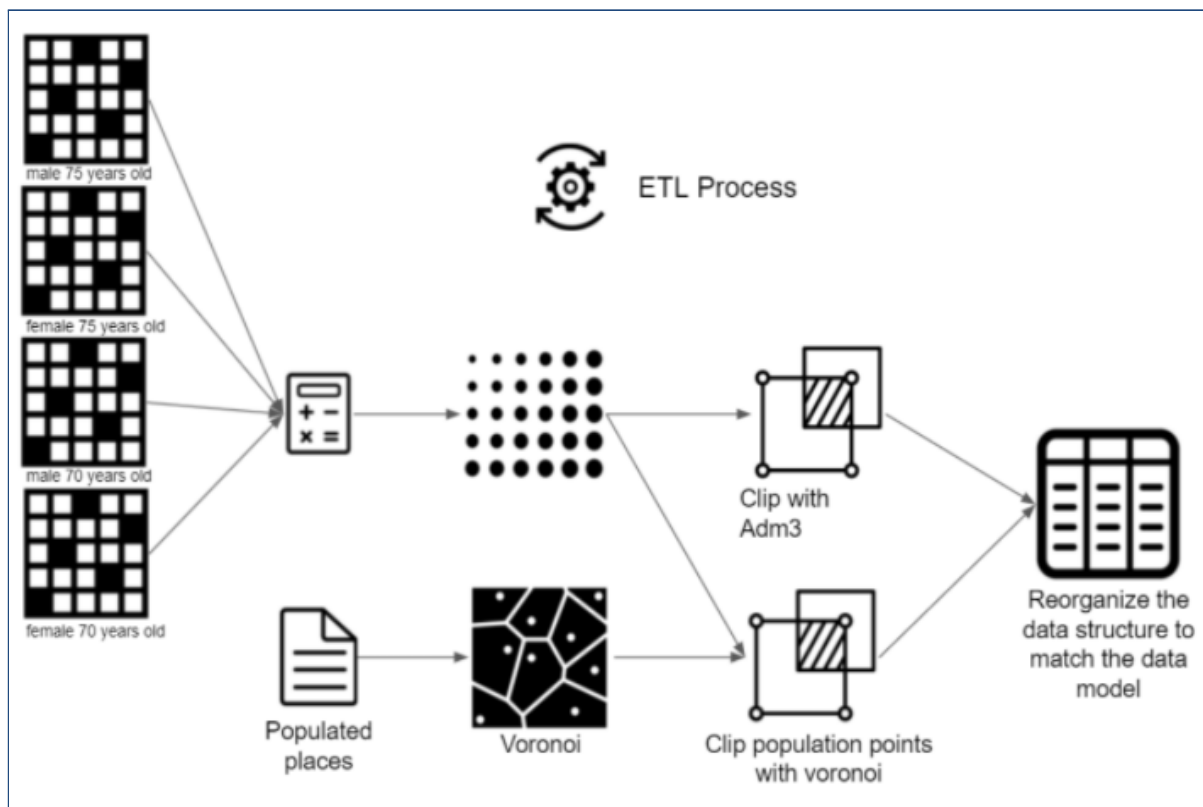 male 75 years old
female 75 years old
male 70 years old
female 70 years old
ETL Process
Clip with
Adm3
Populated
places
Voronoi
Clip population points
with voronoi
Reorganize the
data structure to
match the data
model